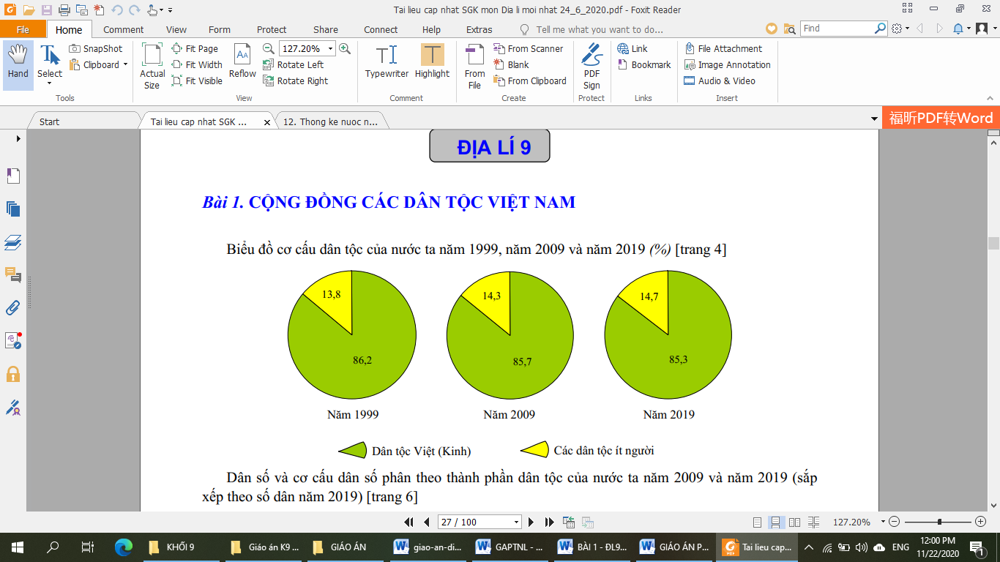 Tai lieu cap nhat SGK mon Dia li moi nhat 24_6_2020.pdf - Foxit Reader
File Home Comment View Form Protect Share Connect Help Extras Tell me what you want to do... Find
Hand
Select
SnapShot
Clipboard
Tools
Actual Size
Fit Page
Fit Width
Fit Visible
Reflow
127.20%
Rotate Left
Rotate Right
View
Typewriter
Highlight
Comment
From File
From Scanner
Blank
From Clipboard
Create
PDF Sign
Protect
Link
Bookmark
Links
File Attachment
Image Annotation
Audio & Video
Insert
Start
Tai lieu cap nhat SGK ...
12. Thong ke nuoc n...
福昕PDF转Word
ĐỊA LÍ 9
Bài 1. CỘNG ĐỒNG CÁC DÂN TỘC VIỆT NAM
Biểu đồ cơ cấu dân tộc của nước ta năm 1999, năm 2009 và năm 2019 (%) [trang 4]
13,8
86,2
Năm 1999
14,3
85,7
Năm 2009
14,7
85,3
Năm 2019
Dân tộc Việt (Kinh)
Các dân tộc ít người
Dân số và cơ cấu dân số phân theo thành phần dân tộc của nước ta năm 2009 và năm 2019 (sắp
xếp theo số dân năm 2019) [trang 6]
27 / 100
127.20%
KHỐI 9
Giáo án K9 ...
GIÁO ÁN
giao-an-di...
GAPTNL - ...
BÀI 1 - ĐL9...
GIÁO ÁN P...
Tai lieu cap...
ENG
12:00 PM
11/22/2020
1